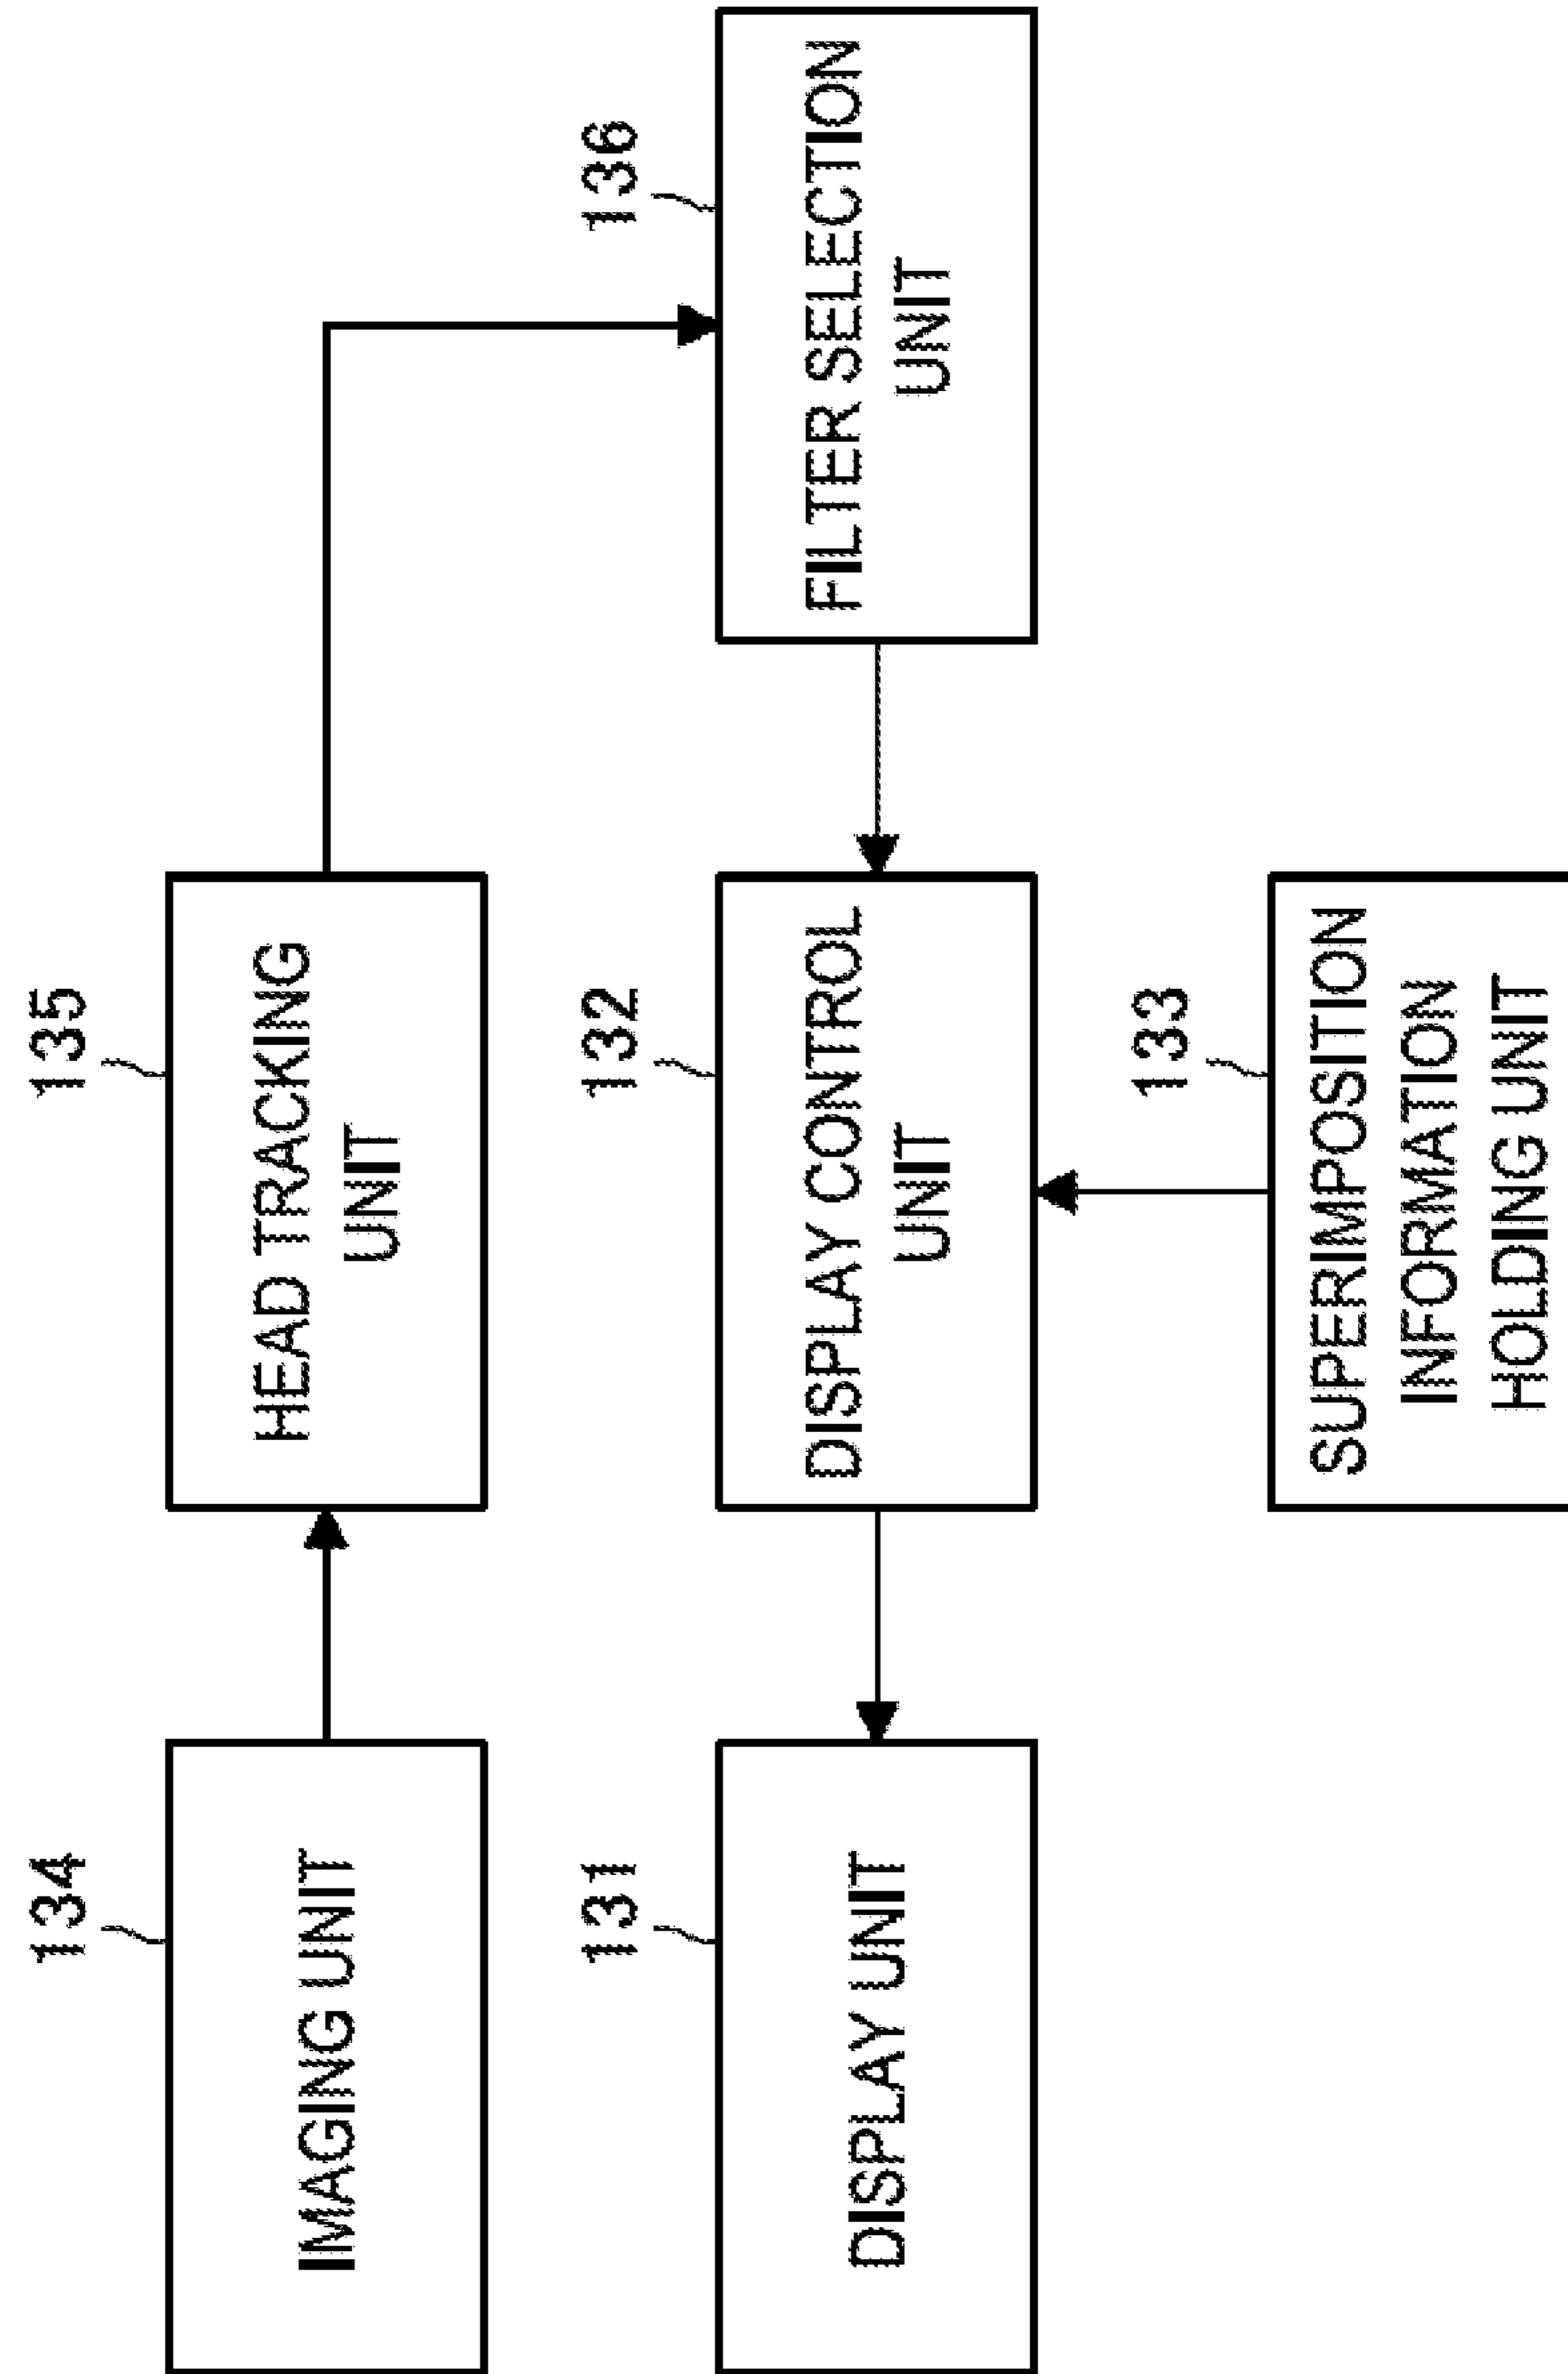 134
IMAGING UNIT
135
HEAD TRACKING
UNIT
131
DISPLAY UNIT
132
DISPLAY CONTROL
UNIT
136
FILTER SELECTION
UNIT
133
SUPERIMPOSITION
INFORMATION
HOLDING UNIT